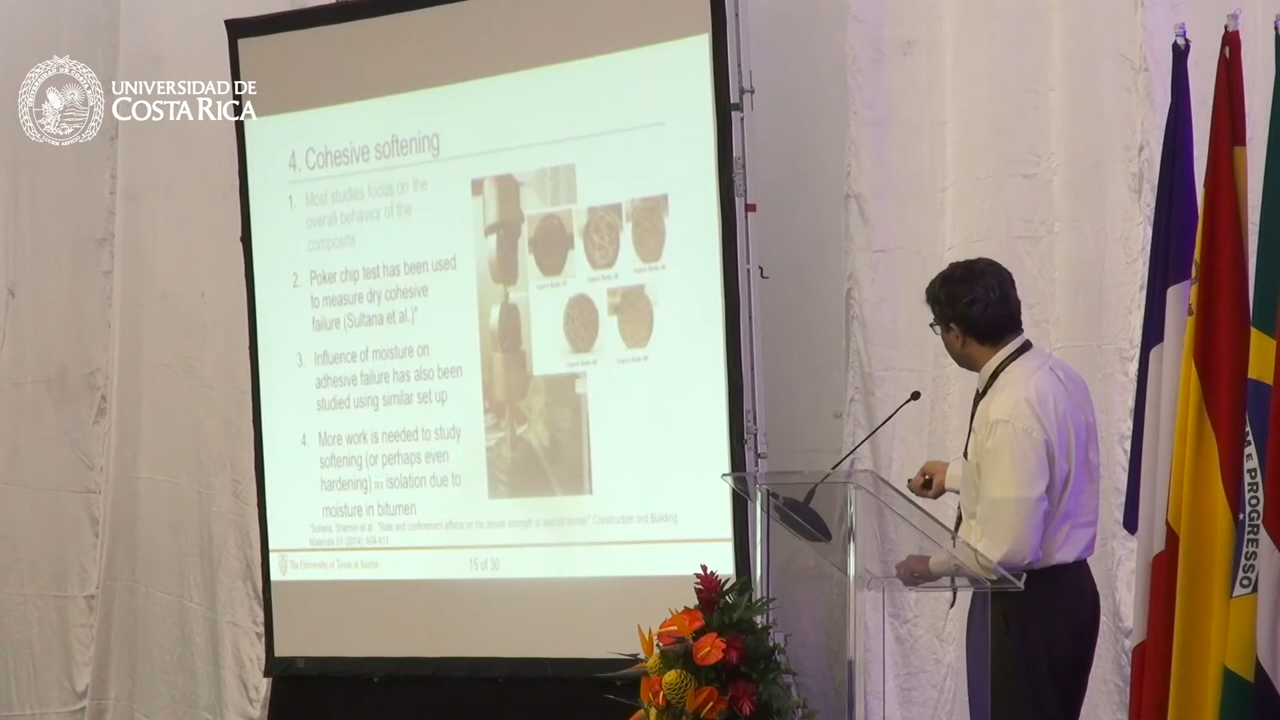 UNIVERSIDAD DE
COSTA RICA
4. Cohesive softening
1. Most studies focus on the
overall behavior of the
composite
2. Poker chip test has been used
to measure dry cohesive
failure (Sultana et al.)*
3. Influence of moisture on
adhesive failure has also been
studied using similar set up
4. More work is needed to study
softening (or perhaps even
hardening) in isolation due to
moisture in bitumen
*Sultana, Sharmin et al. "Rate and confinement effects on the tensile strength of asphalt binder." Construction and Building
Materials 53 (2014): 604-611
The University of Texas at Austin
15 of 30
M E PROGRESSO